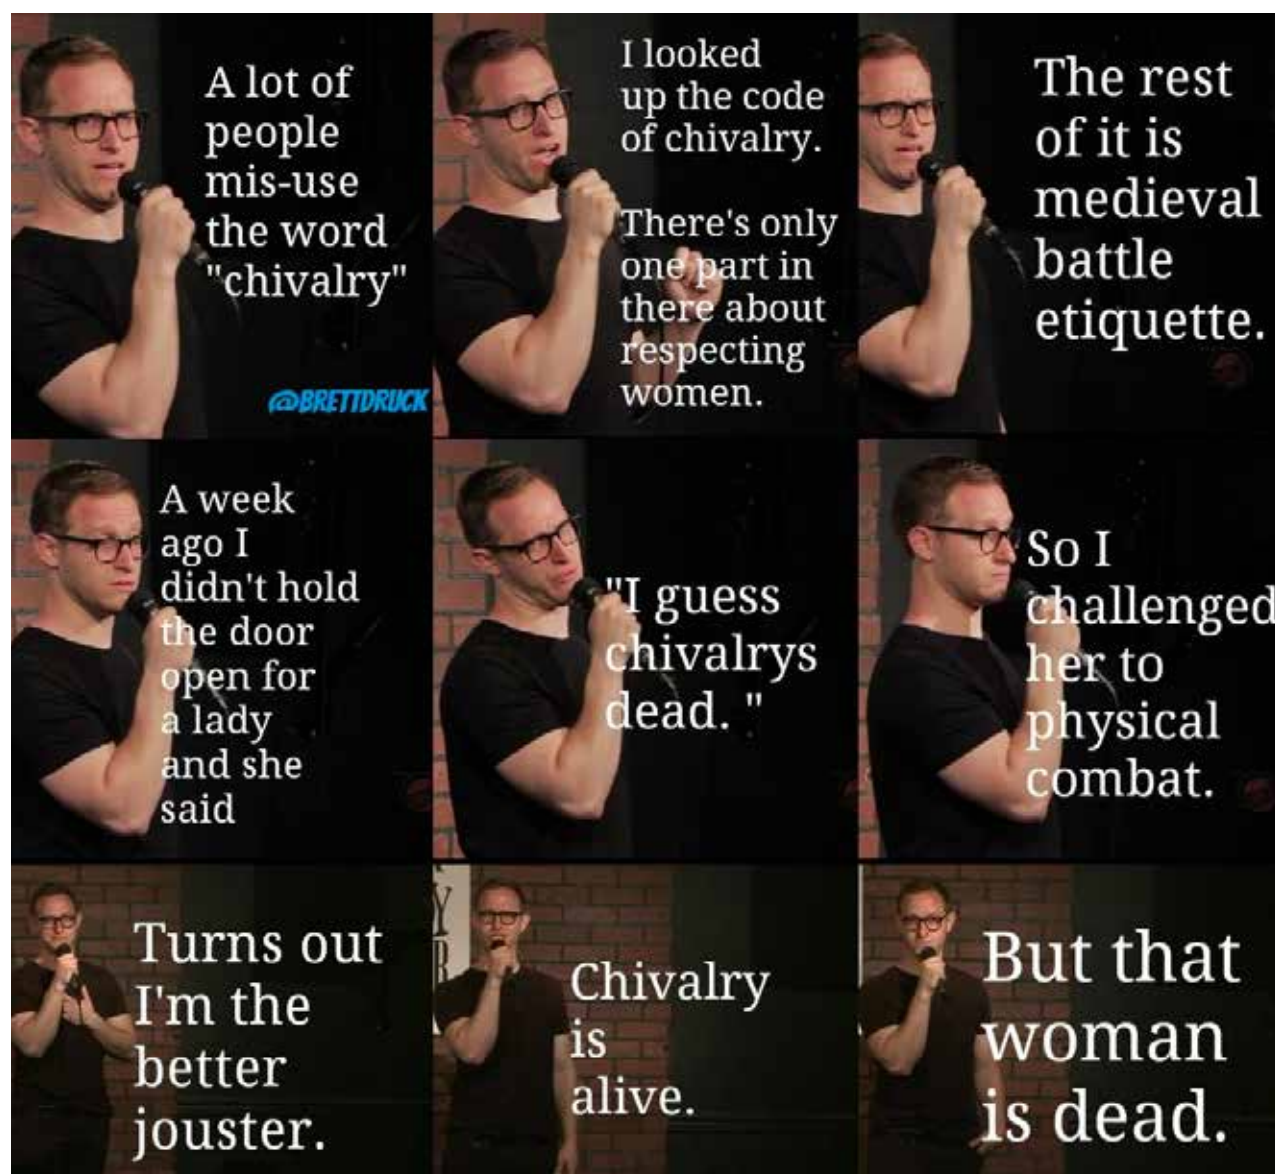 A lot of
people
mis-use
the word
"chivalry"
@BRETTDRUCK
I looked
up the code
of chivalry.
There's only
one part in
there about
respecting
women.
The rest
of it is
medieval
battle
etiquette.
A week
ago I
didn't hold
the door
open for
a lady
and she
said
"I guess
chivalrys
dead. "
So I
challenged
her to
physical
combat.
Turns out
I'm the
better
jouster.
Chivalry
is
alive.
But that
woman
is dead.